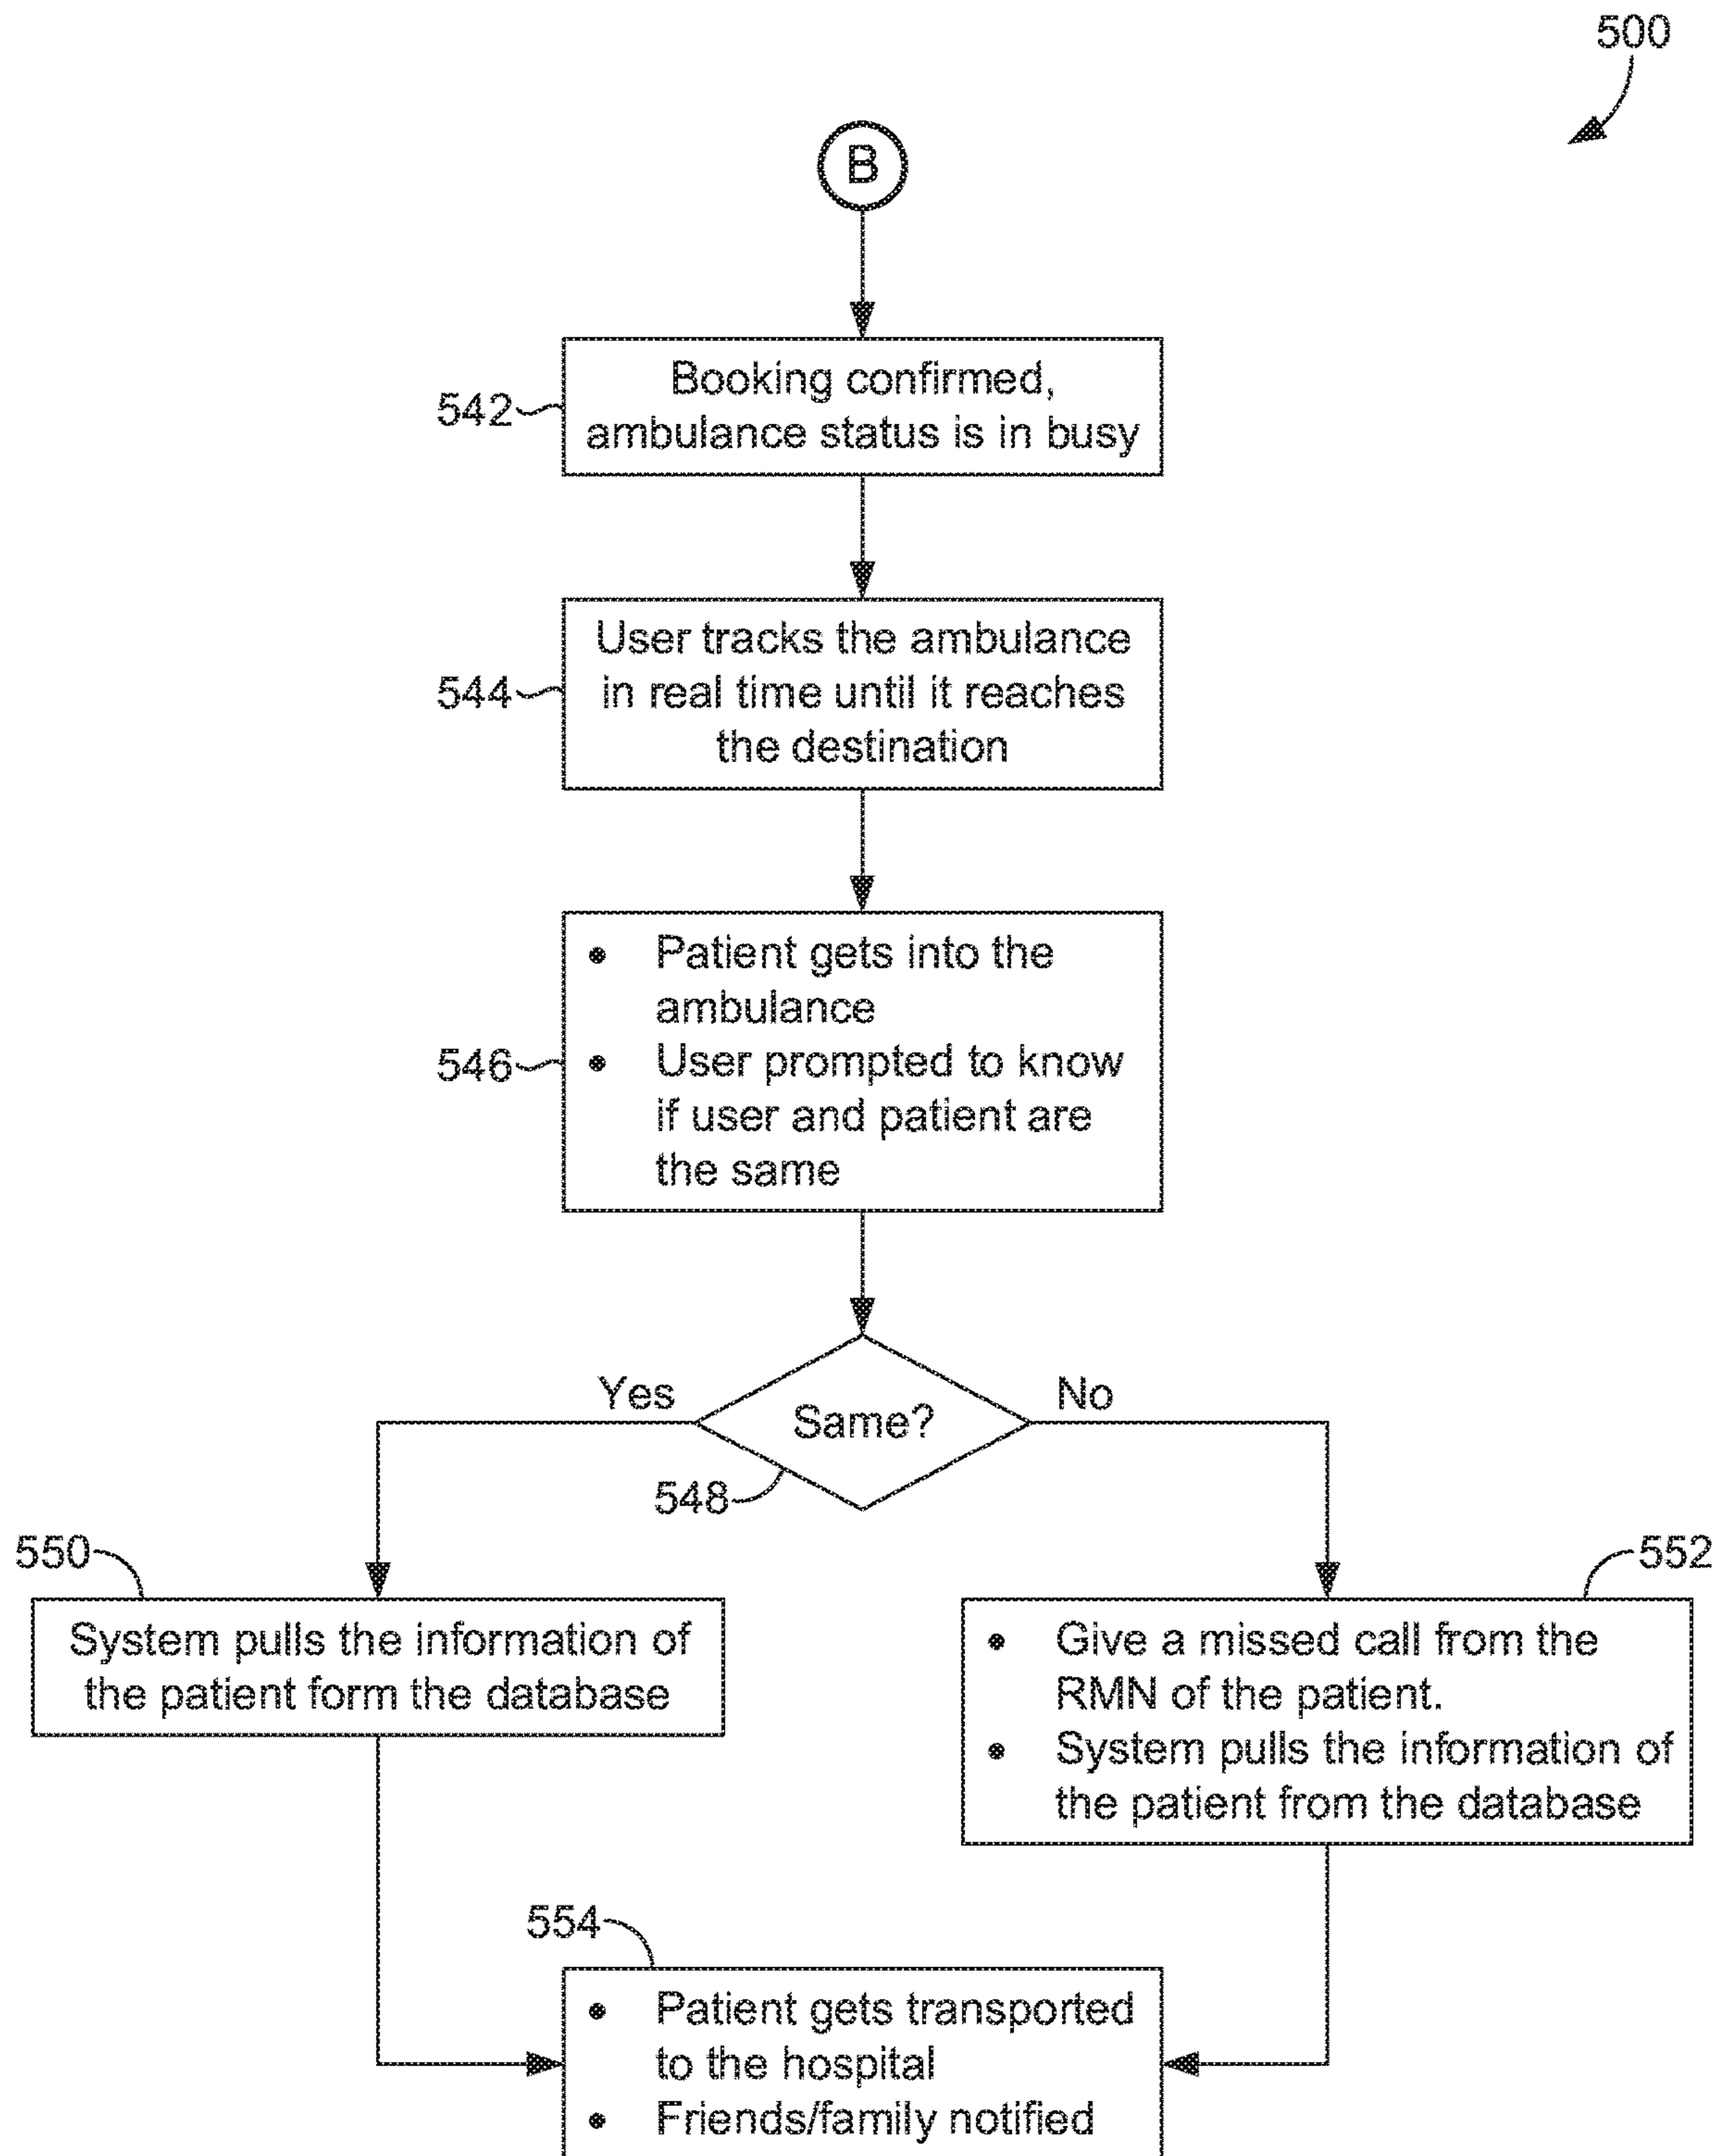 500
B
542
Booking confirmed,
ambulance status is in busy
544
User tracks the ambulance
in real time until it reaches
the destination
546
• Patient gets into the
ambulance
• User prompted to know
if user and patient are
the same
Yes
Same?
No
548
550
System pulls the information of
the patient form the database
552
• Give a missed call from the
RMN of the patient.
• System pulls the information of
the patient from the database
554
• Patient gets transported
to the hospital
• Friends/family notified